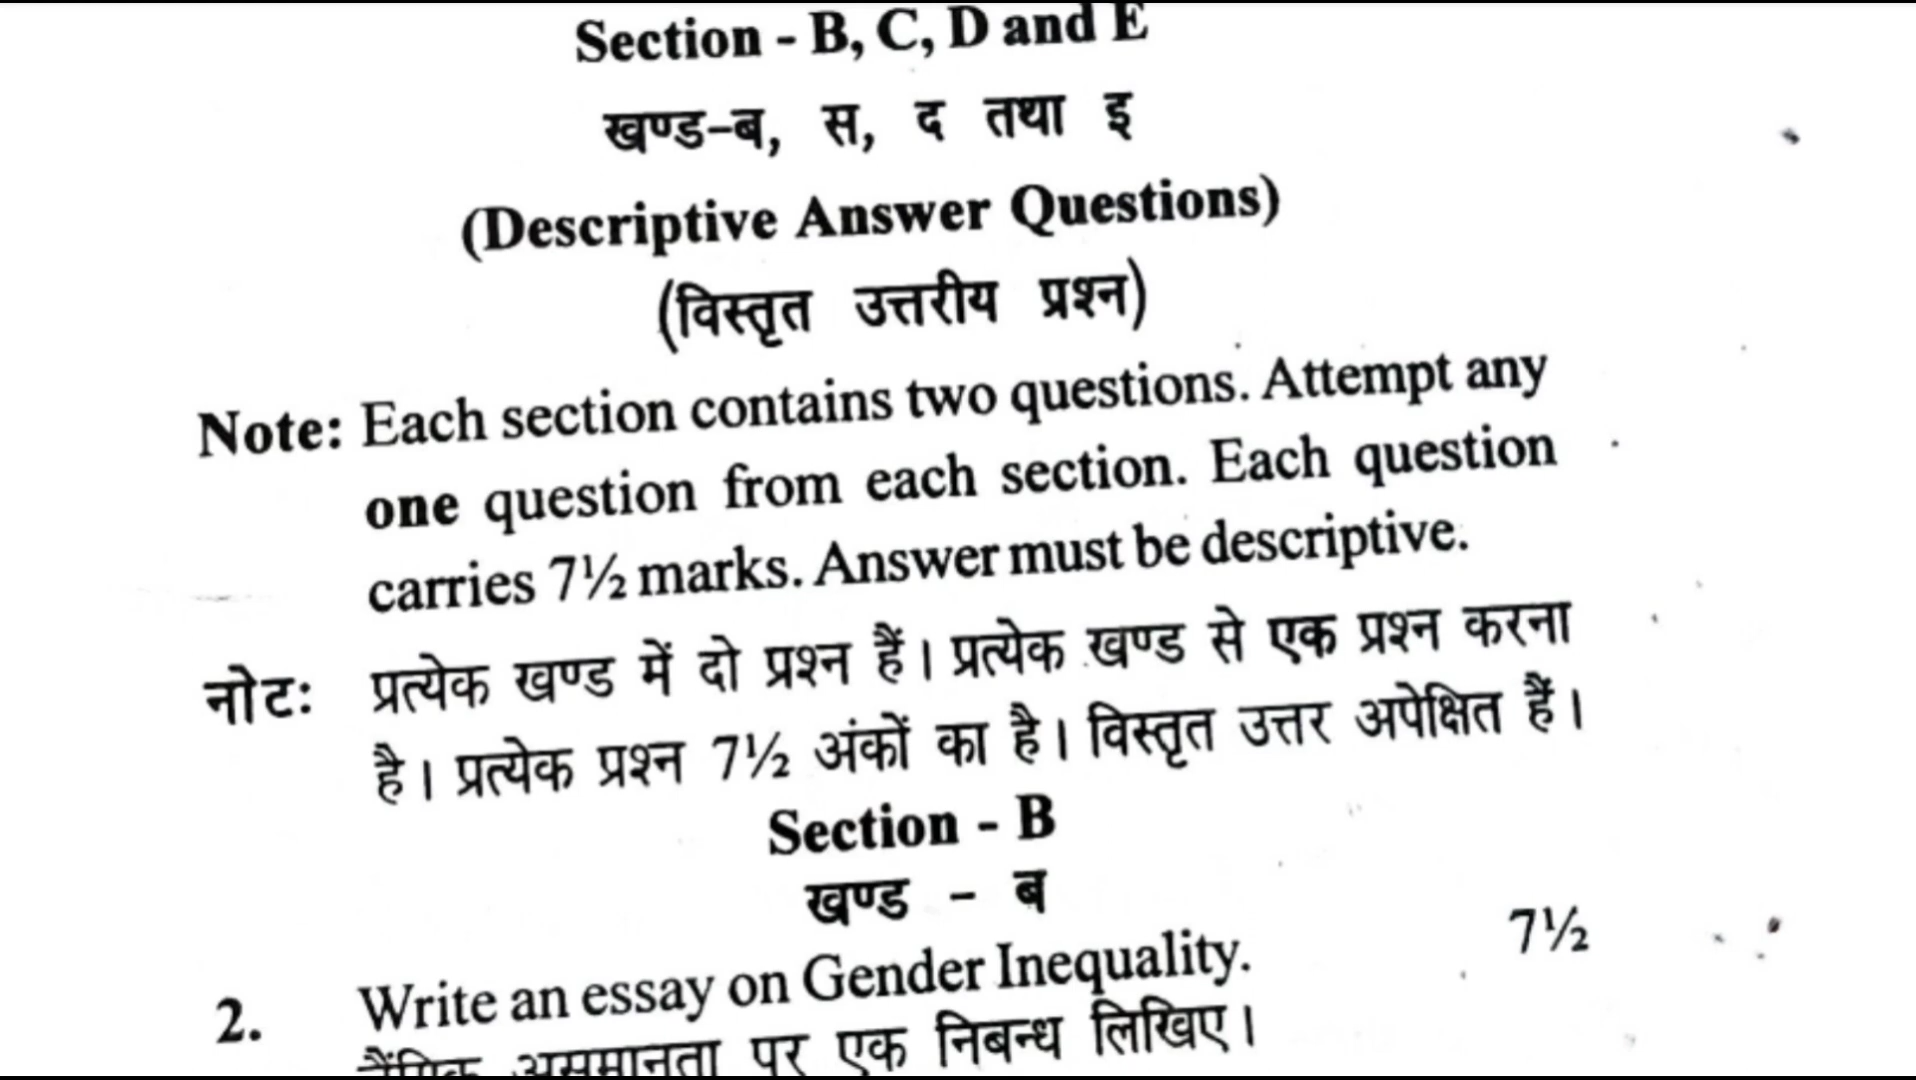 Section - B, C, D and E
खण्ड-ब, स, द तथा इ
(Descriptive Answer Questions)
(विस्तृत उत्तरीय प्रश्न)
Note: Each section contains two questions. Attempt any
one question from each section. Each question
carries 7½ marks. Answer must be descriptive.
नोटः प्रत्येक खण्ड में दो प्रश्न हैं। प्रत्येक खण्ड से एक प्रश्न करना
है। प्रत्येक प्रश्न 7½ अंकों का है। विस्तृत उत्तर अपेक्षित हैं।
Section - B
खण्ड - ब
2. Write an essay on Gender Inequality. 7½
लैंगिक असमानता पर एक निबन्ध लिखिए।